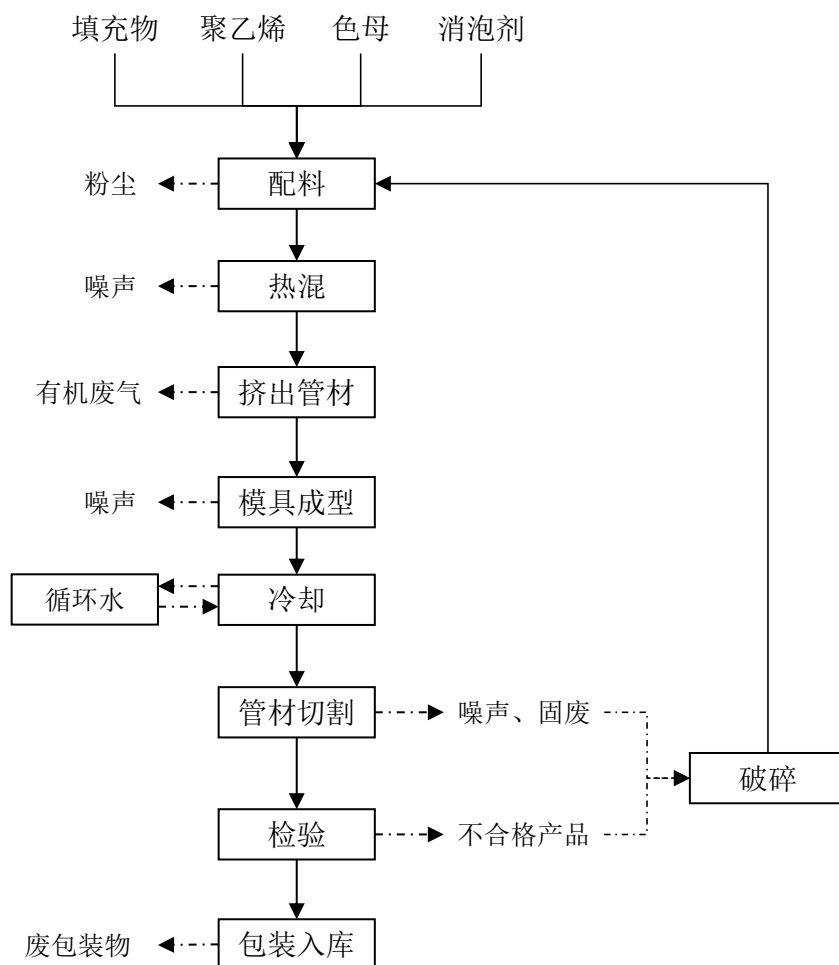 填充物 聚乙烯 色母 消泡剂
粉尘 配料
噪声 热混
有机废气 挤出管材
噪声 模具成型
循环水 冷却
管材切割 噪声、固废
破碎
检验 不合格产品
废包装物 包装入库